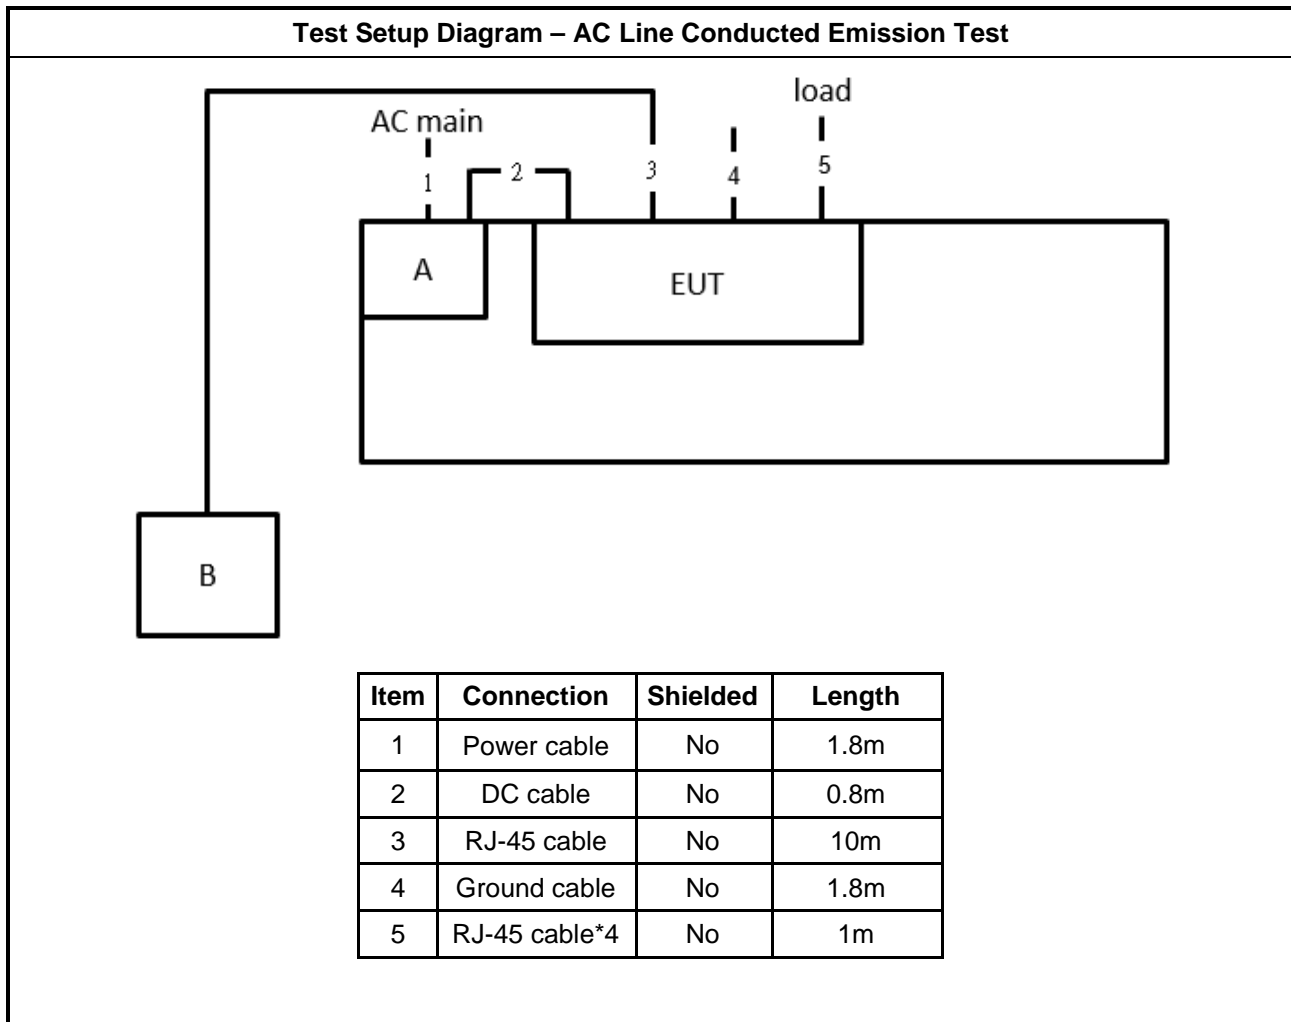 Test Setup Diagram – AC Line Conducted Emission Test
load
AC main
1
2
3
4
5
A
EUT
B
Item Connection Shielded Length
1 Power cable No 1.8m
2 DC cable No 0.8m
3 RJ-45 cable No 10m
4 Ground cable No 1.8m
5 RJ-45 cable*4 No 1m